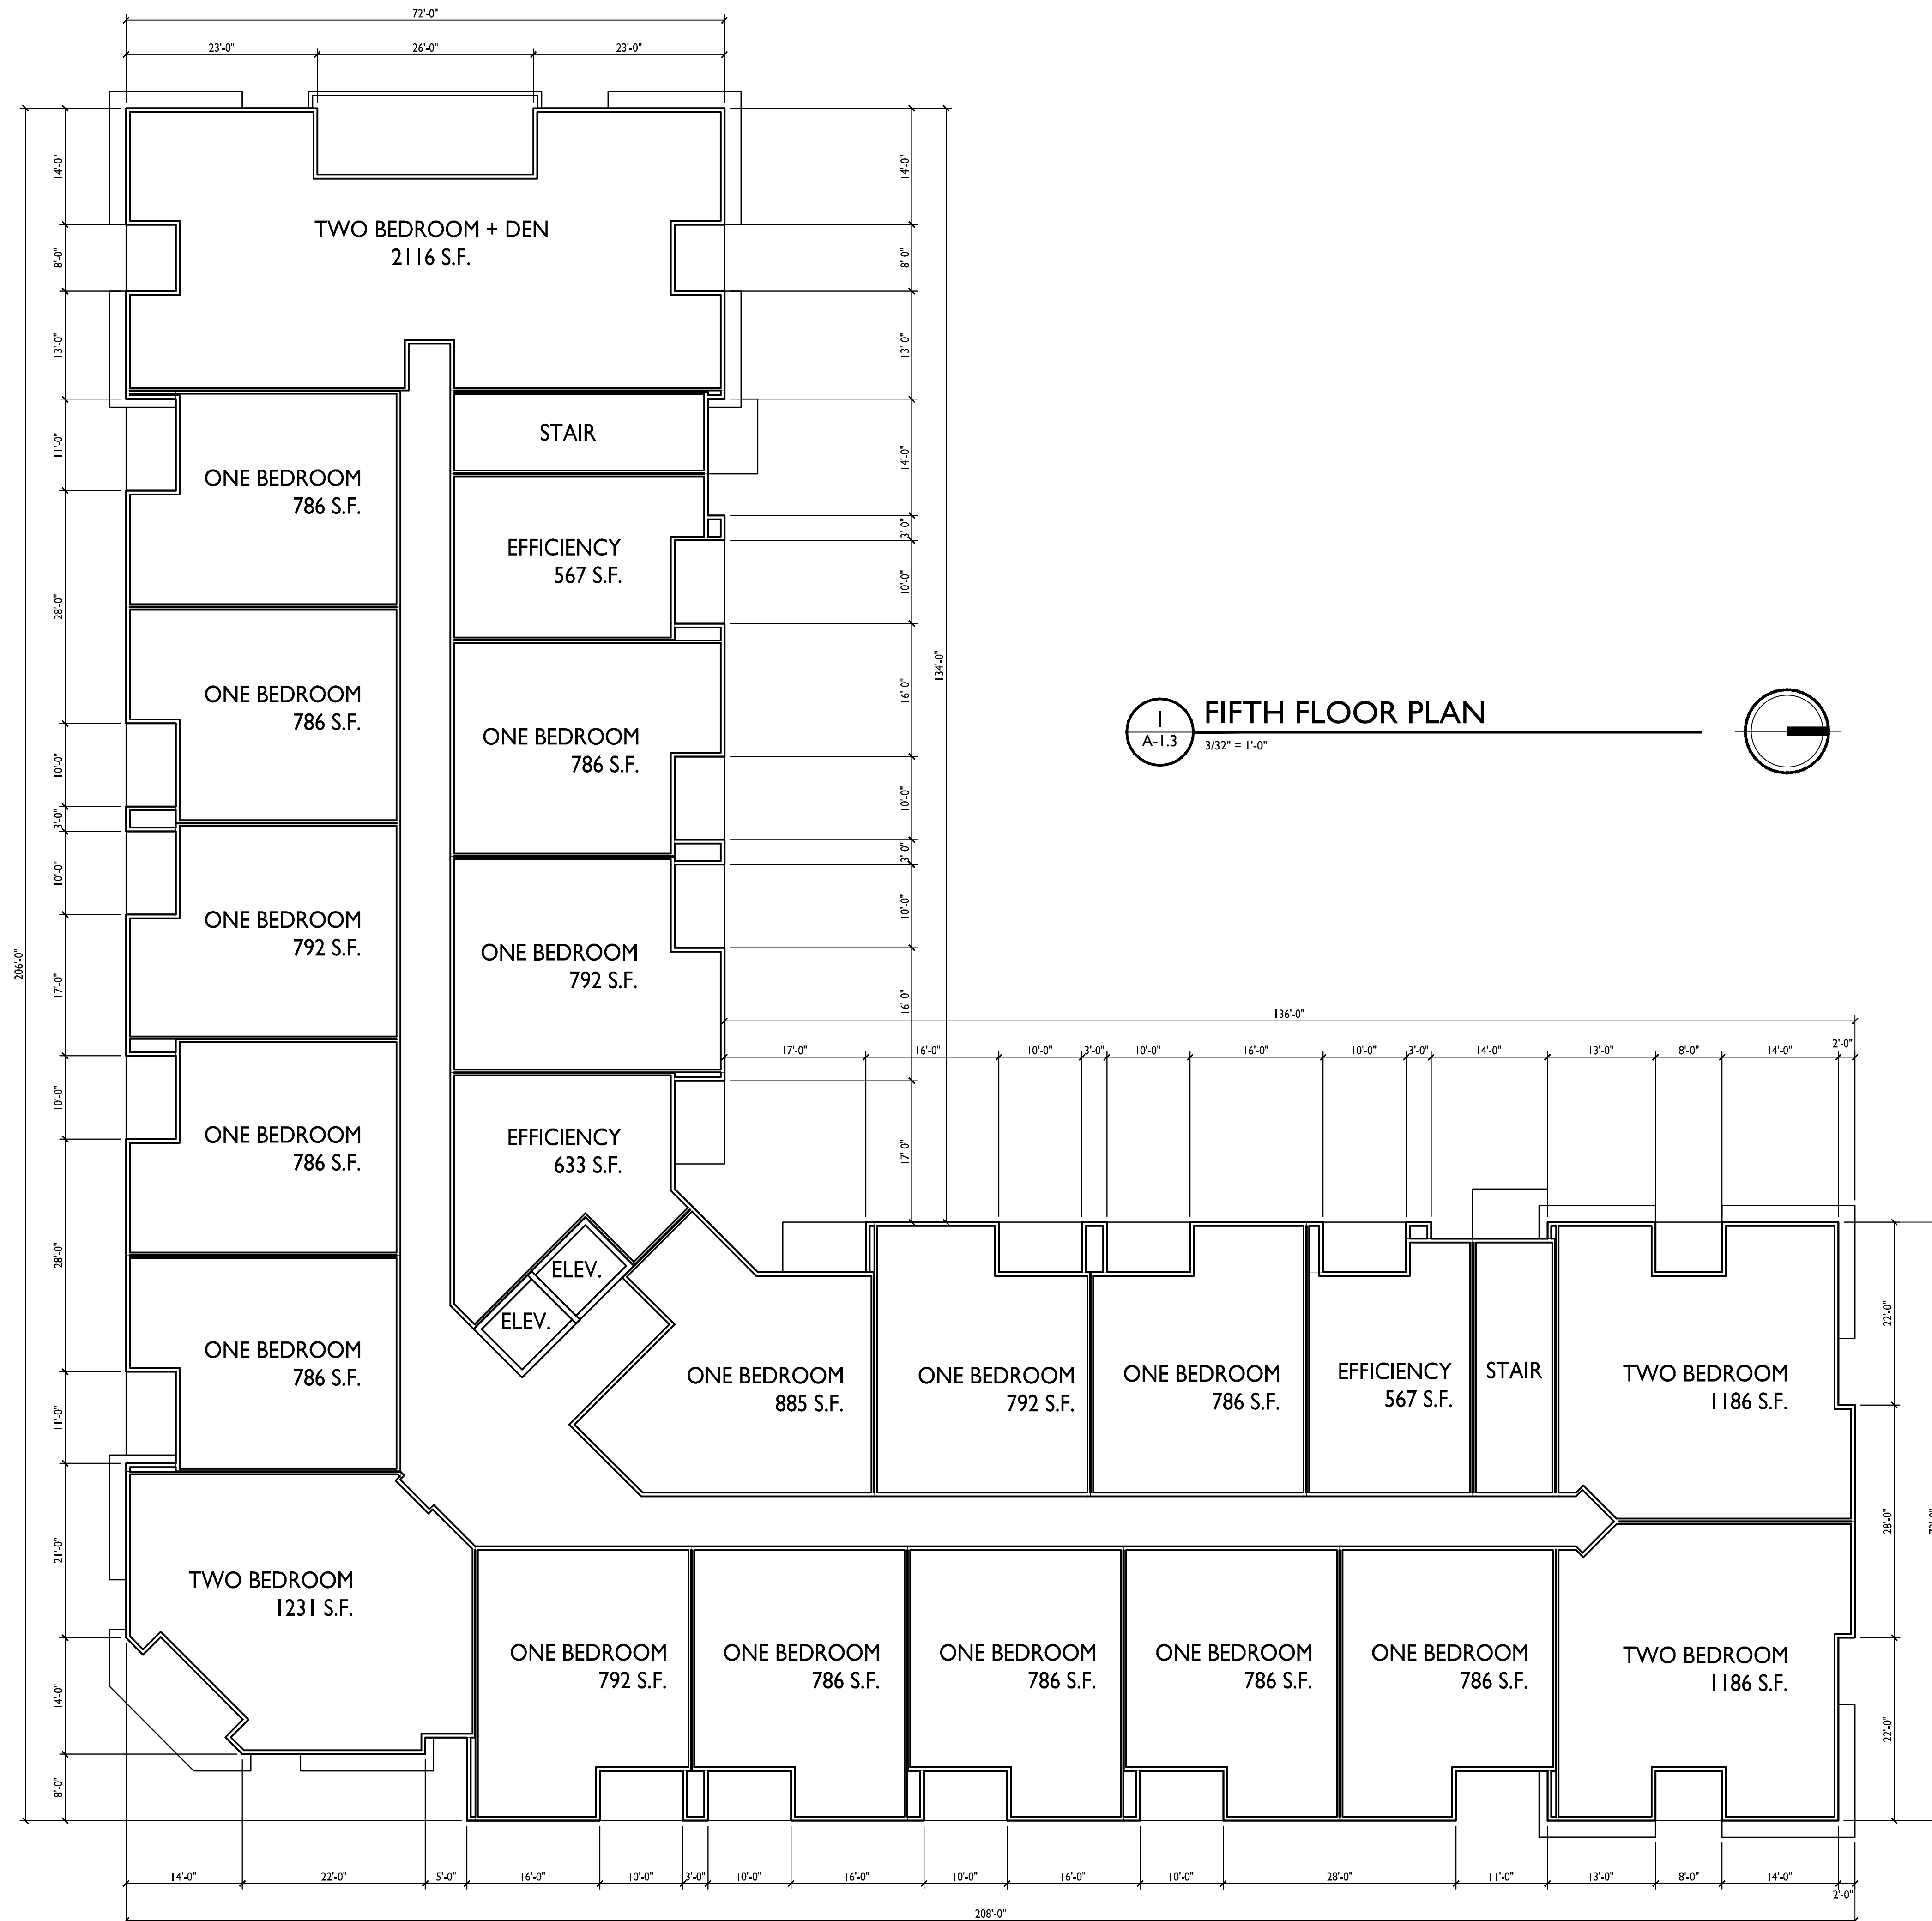 72'-0"
23'-0"
26'-0"
23'-0"
14'-0"
8'-0"
13'-0"
11'-0"
28'-0"
10'-0"
3'-0"
10'-0"
17'-0"
10'-0"
28'-0"
11'-0"
21'-0"
14'-0"
8'-0"
206'-0"
TWO BEDROOM + DEN
2116 S.F.
14'-0"
8'-0"
13'-0"
14'-0"
3'-0"
10'-0"
16'-0"
10'-0"
3'-0"
10'-0"
16'-0"
17'-0"
134'-0"
STAIR
ONE BEDROOM
786 S.F.
EFFICIENCY
567 S.F.
ONE BEDROOM
786 S.F.
ONE BEDROOM
786 S.F.
1
A-1.3
FIFTH FLOOR PLAN
3/32" = 1'-0"
ONE BEDROOM
792 S.F.
ONE BEDROOM
792 S.F.
136'-0"
17'-0"
16'-0"
10'-0"
3'-0"
10'-0"
16'-0"
10'-0"
3'-0"
14'-0"
13'-0"
8'-0"
14'-0"
2'-0"
ONE BEDROOM
786 S.F.
EFFICIENCY
633 S.F.
ELEV.
ELEV.
ONE BEDROOM
786 S.F.
ONE BEDROOM
885 S.F.
ONE BEDROOM
792 S.F.
ONE BEDROOM
786 S.F.
EFFICIENCY
567 S.F.
STAIR
TWO BEDROOM
1186 S.F.
22'-0"
28'-0"
22'-0"
TWO BEDROOM
1231 S.F.
ONE BEDROOM
792 S.F.
ONE BEDROOM
786 S.F.
ONE BEDROOM
786 S.F.
ONE BEDROOM
786 S.F.
ONE BEDROOM
786 S.F.
TWO BEDROOM
1186 S.F.
14'-0"
22'-0"
5'-0"
16'-0"
10'-0"
3'-0"
10'-0"
16'-0"
10'-0"
16'-0"
10'-0"
28'-0"
11'-0"
13'-0"
8'-0"
14'-0"
2'-0"
208'-0"